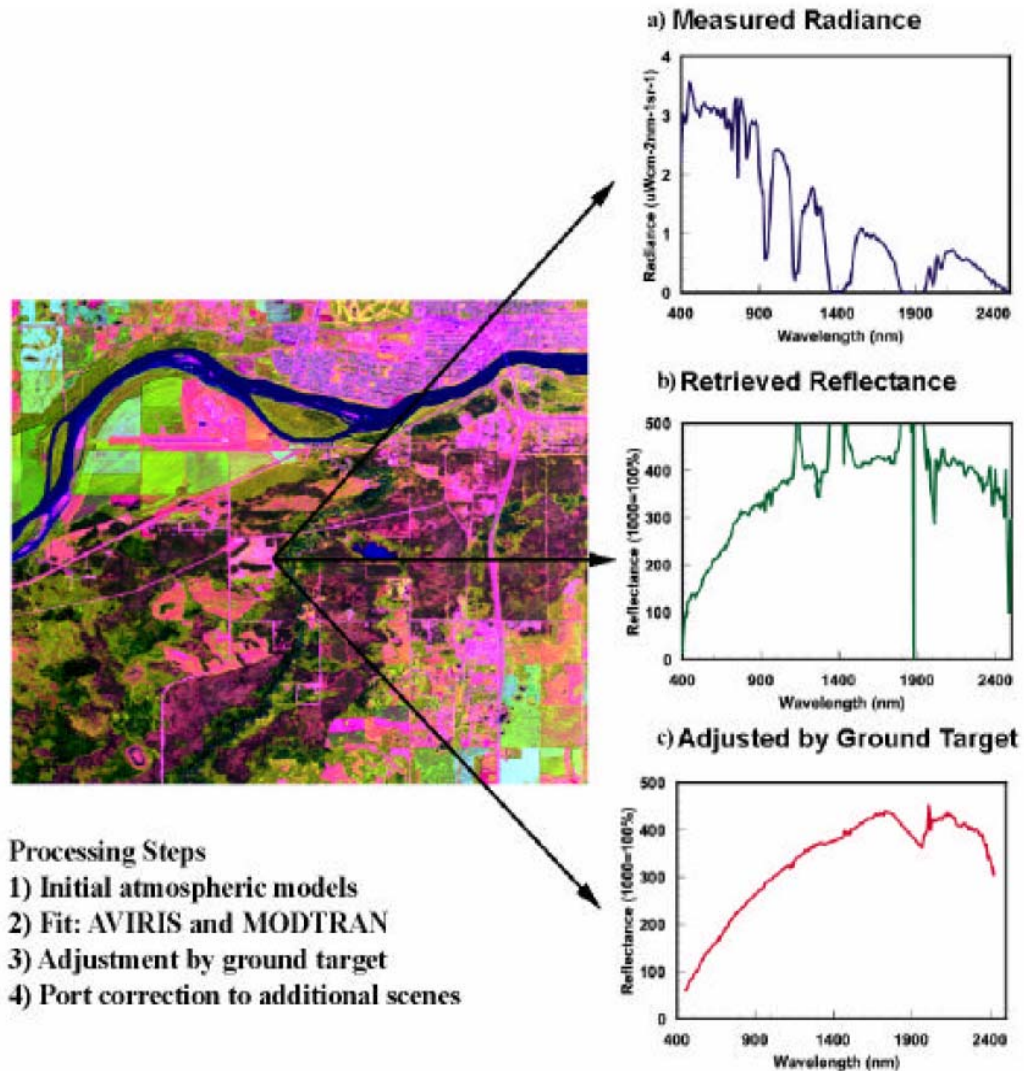 a) Measured Radiance
4
3
2
1
0
Radiance (uWcm-2nm-1sr-1)
400 900 1400 1900 2400
Wavelength (nm)
b) Retrieved Reflectance
500
400
300
200
100
0
Reflectance (1000=100%)
400 900 1400 1900 2400
Wavelength (nm)
c) Adjusted by Ground Target
500
400
300
200
100
0
Reflectance (1000=100%)
400 900 1400 1900 2400
Wavelength (nm)
Processing Steps
1) Initial atmospheric models
2) Fit: AVIRIS and MODTRAN
3) Adjustment by ground target
4) Port correction to additional scenes